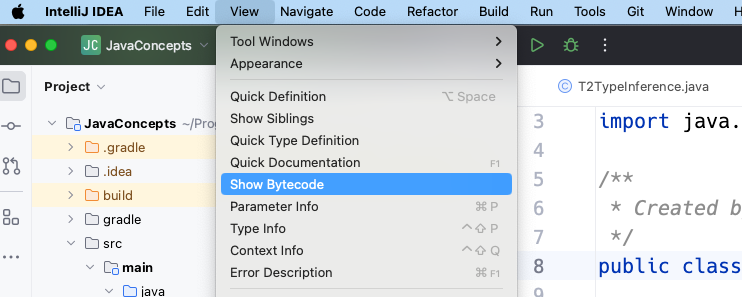 IntelliJ IDEA File Edit View Navigate Code Refactor Build Run Tools Git Window
JC JavaConcepts
Project
JavaConcepts
.gradle
.idea
build
gradle
src
main
java
Tool Windows
Appearance
Quick Definition ⌥ Space
Show Siblings
Quick Type Definition
Quick Documentation F1
Show Bytecode
Parameter Info ⌘ P
Type Info ⌃⇧ P
Context Info ⌃⇧ Q
Error Description ⌘ F1
T2TypeInference.java
3 import java.
4
5 /**
6 * Created b
7 */
8 public class
9